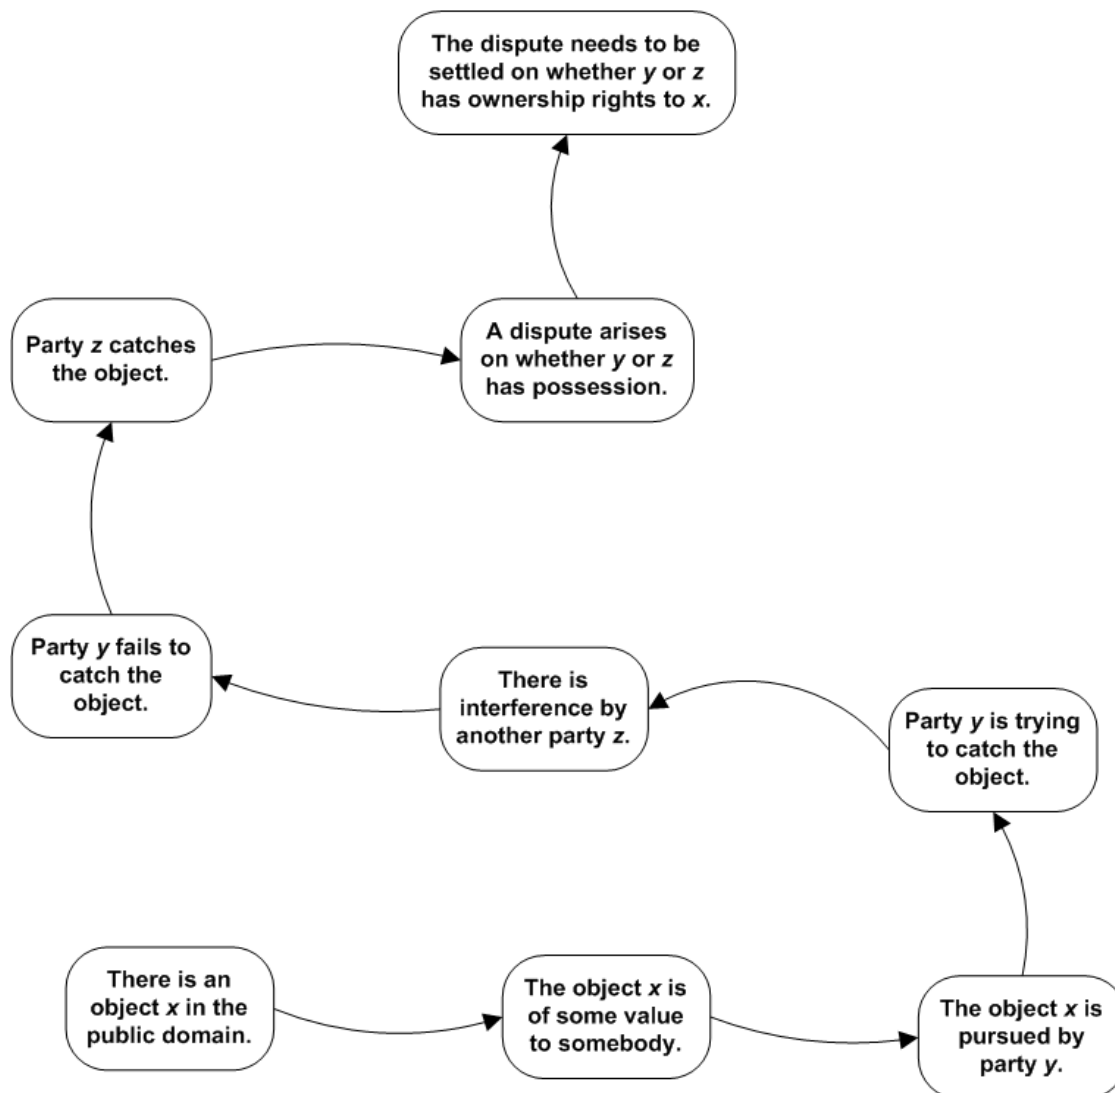 The dispute needs to be
settled on whether y or z
has ownership rights to x.
Party z catches
the object.
A dispute arises
on whether y or z
has possession.
Party y fails to
catch the
object.
There is
interference by
another party z.
Party y is trying
to catch the
object.
There is an
object x in the
public domain.
The object x is
of some value
to somebody.
The object x is
pursued by
party y.